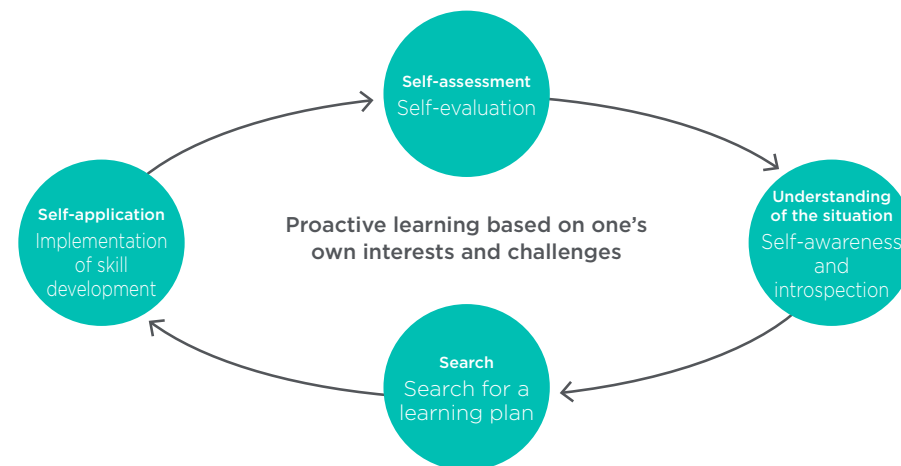 Self-assessment
Self-evaluation
Understanding
of the situation
Self-awareness
and
introspection
Search
Search for a
learning plan
Self-application
Implementation
of skill
development
Proactive learning based on one's
own interests and challenges